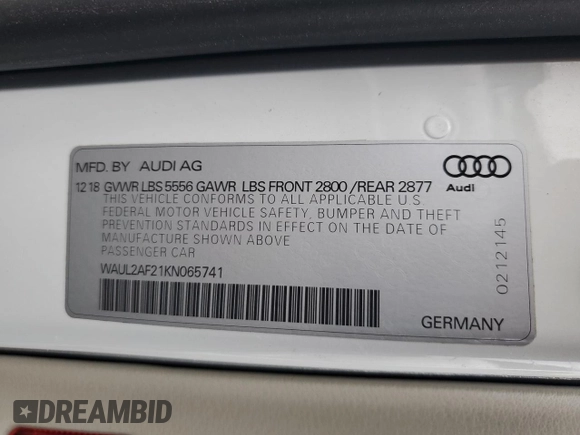 MFD. BY AUDI AG
12 18 GVWR LBS 5556 GAWR LBS FRONT 2800 / REAR 2877
THIS VEHICLE CONFORMS TO ALL APPLICABLE U.S.
FEDERAL MOTOR VEHICLE SAFETY, BUMPER AND THEFT
PREVENTION STANDARDS IN EFFECT ON THE DATE OF
MANUFACTURE SHOWN ABOVE
PASSENGER CAR
WAUL2AF21KN065741
Audi
0212145
GERMANY
DREAMBID